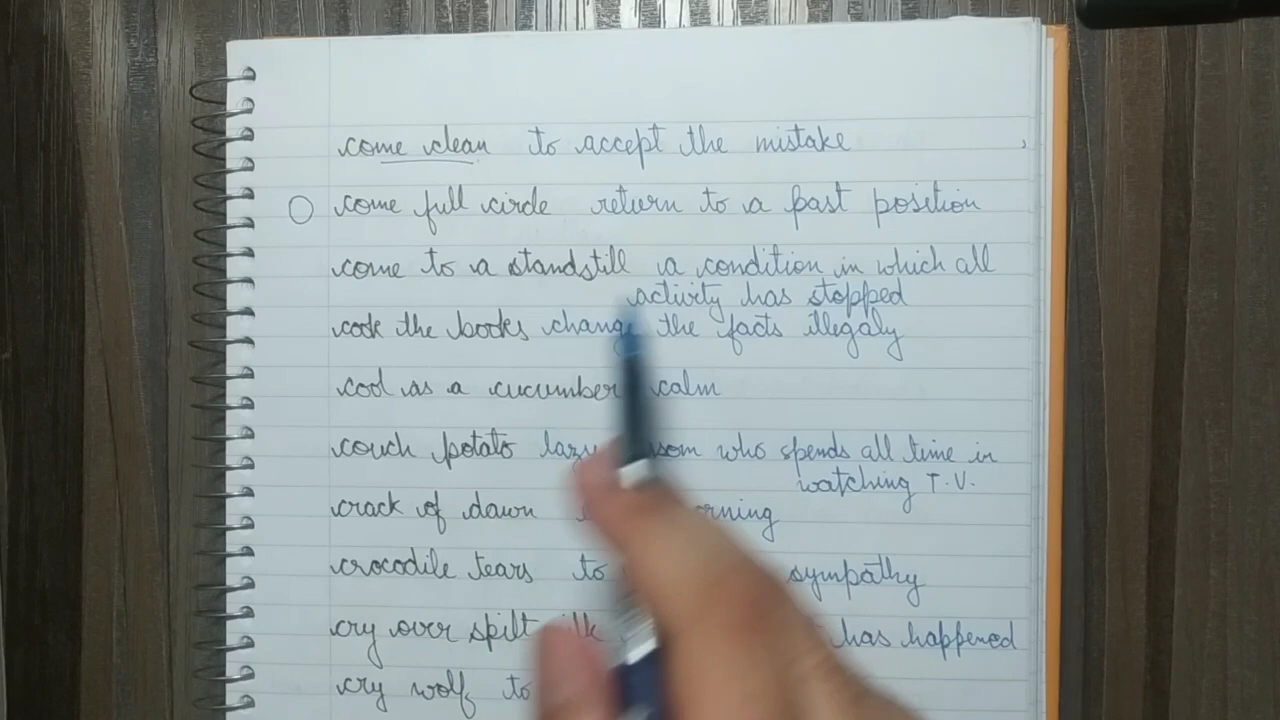 come clean to accept the mistake
come full circle return to a past position
come to a standstill a condition in which all
activity has stopped
cook the books change the facts illegaly
cool as a cucumber calm
couch potato lazy who spends all time in
watching T.V.
crack of dawn
crocodile tears to sympathy
cry over spilt has happened
cry wolf to